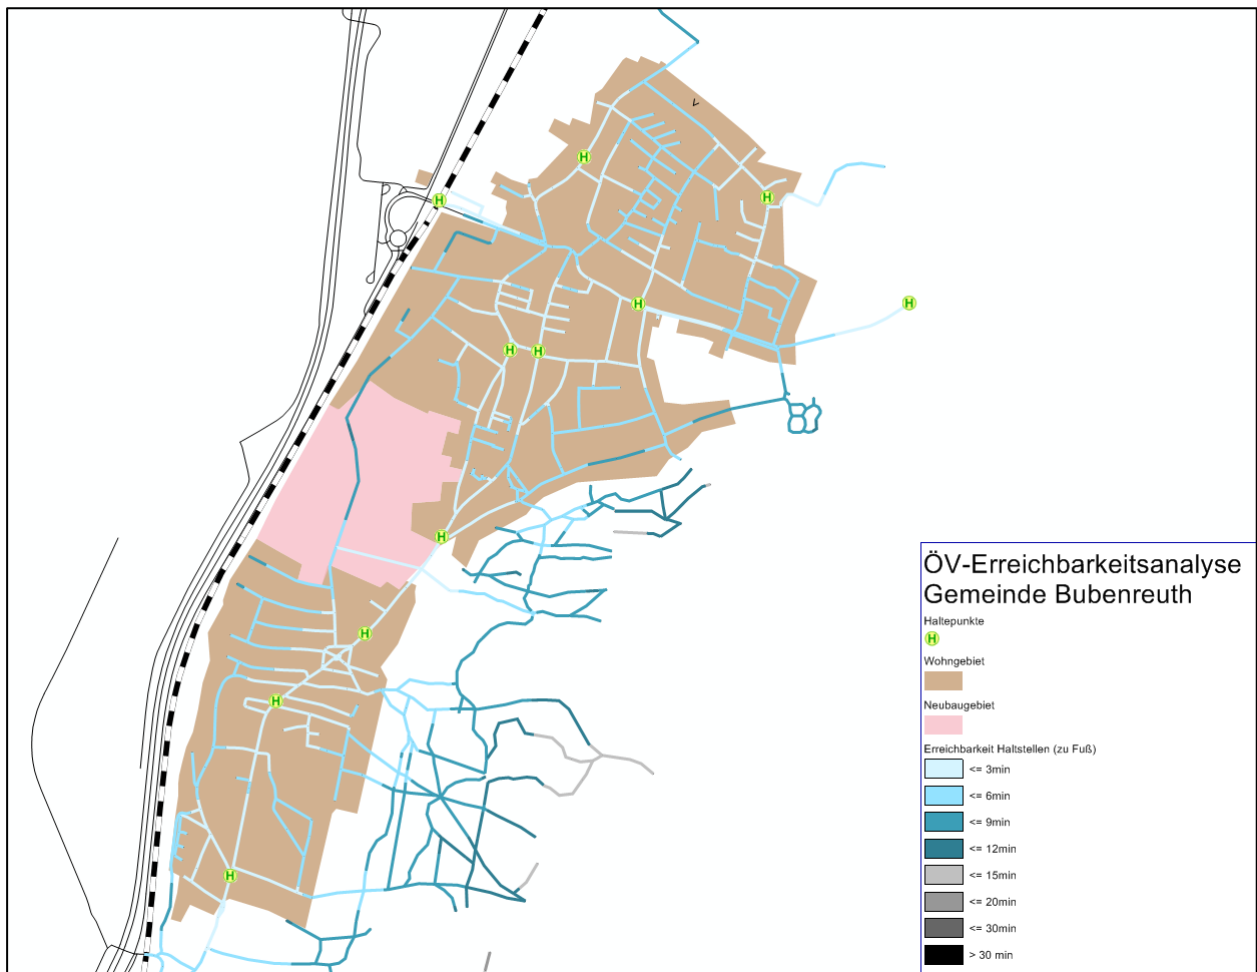 H
H
H
H
H
H
H
H
H
H
H
H
ÖV-Erreichbarkeitsanalyse
Gemeinde Bubenreuth
Haltepunkte
H
Wohngebiet
Neubaugebiet
Erreichbarkeit Haltstellen (zu Fuß)
<= 3min
<= 6min
<= 9min
<= 12min
<= 15min
<= 20min
<= 30min
> 30 min